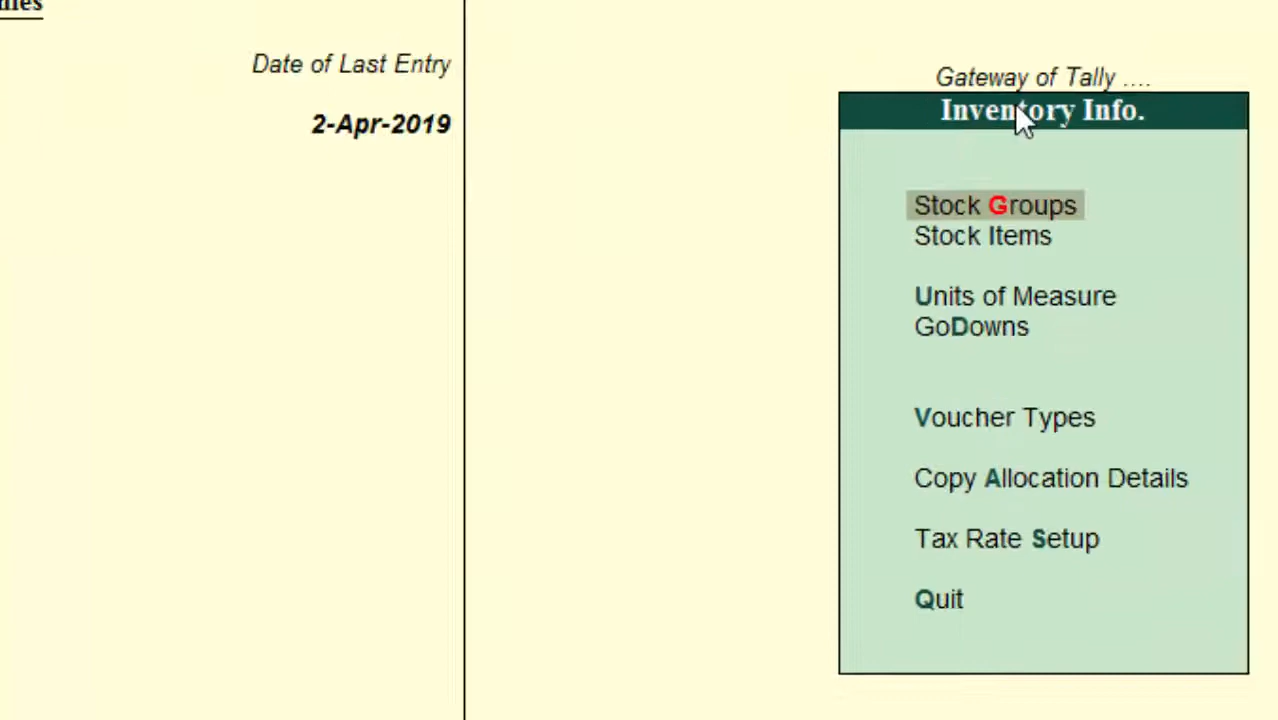 Date of Last Entry
2-Apr-2019
Gateway of Tally ....
Inventory Info.
Stock Groups
Stock Items
Units of Measure
GoDowns
Voucher Types
Copy Allocation Details
Tax Rate Setup
Quit